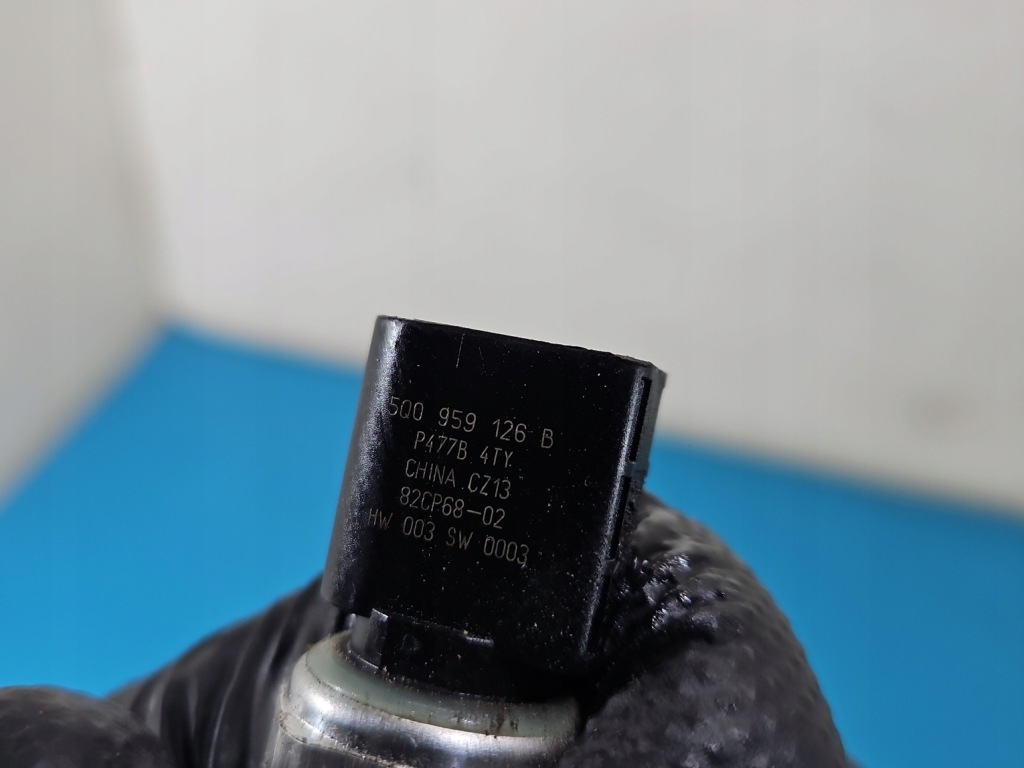 5Q0 959 126 B
P477B 4TY
CHINA CZ13
82CP68-02
HW 003 SW 0003